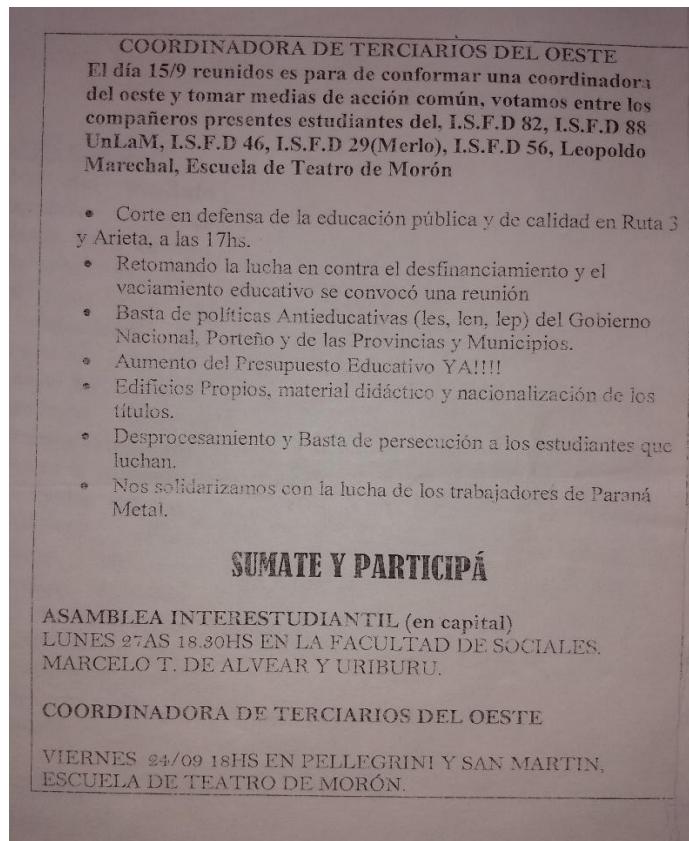 COORDINADORA DE TERCIARIOS DEL OESTE
El día 15/9 reunidos es para de conformar una coordinadora
del oeste y tomar medias de acción común, votamos entre los
compañeros presentes estudiantes del, I.S.F.D 82, I.S.F.D 88
UnLaM, I.S.F.D 46, I.S.F.D 29(Merlo), I.S.F.D 56, Leopoldo
Marechal, Escuela de Teatro de Morón
• Corte en defensa de la educación pública y de calidad en Ruta 3
y Arieta, a las 17hs.
• Retomando la lucha en contra el desfinanciamiento y el
vaciamiento educativo se convocó una reunión
• Basta de políticas Antieducativas (les, len, lep) del Gobierno
Nacional, Porteño y de las Provincias y Municipios.
• Aumento del Presupuesto Educativo YA!!!!
• Edificios Propios, material didáctico y nacionalización de los
títulos.
• Desprocesamiento y Basta de persecución a los estudiantes que
luchan.
• Nos solidarizamos con la lucha de los trabajadores de Paraná
Metal.
SUMATE Y PARTICIPÁ
ASAMBLEA INTERESTUDIANTIL (en capital)
LUNES 27AS 18.30HS EN LA FACULTAD DE SOCIALES.
MARCELO T. DE ALVEAR Y URIBURU.
COORDINADORA DE TERCIARIOS DEL OESTE
VIERNES 24/09 18HS EN PELLEGRINI Y SAN MARTIN,
ESCUELA DE TEATRO DE MORÓN.